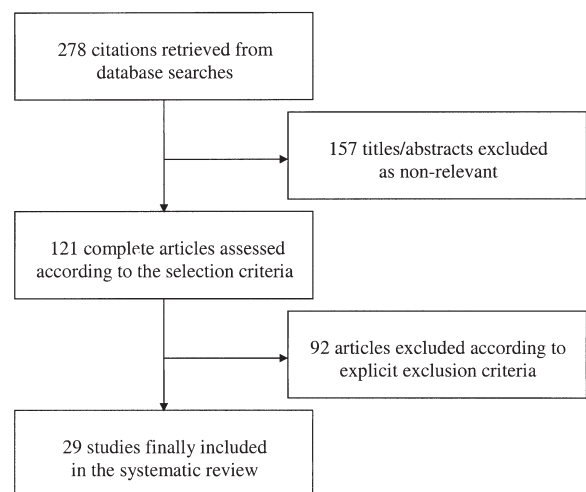 278 citations retrieved from
database searches
157 titles/abstracts excluded
as non-relevant
121 complete articles assessed
according to the selection criteria
92 articles excluded according to
explicit exclusion criteria
29 studies finally included
in the systematic review